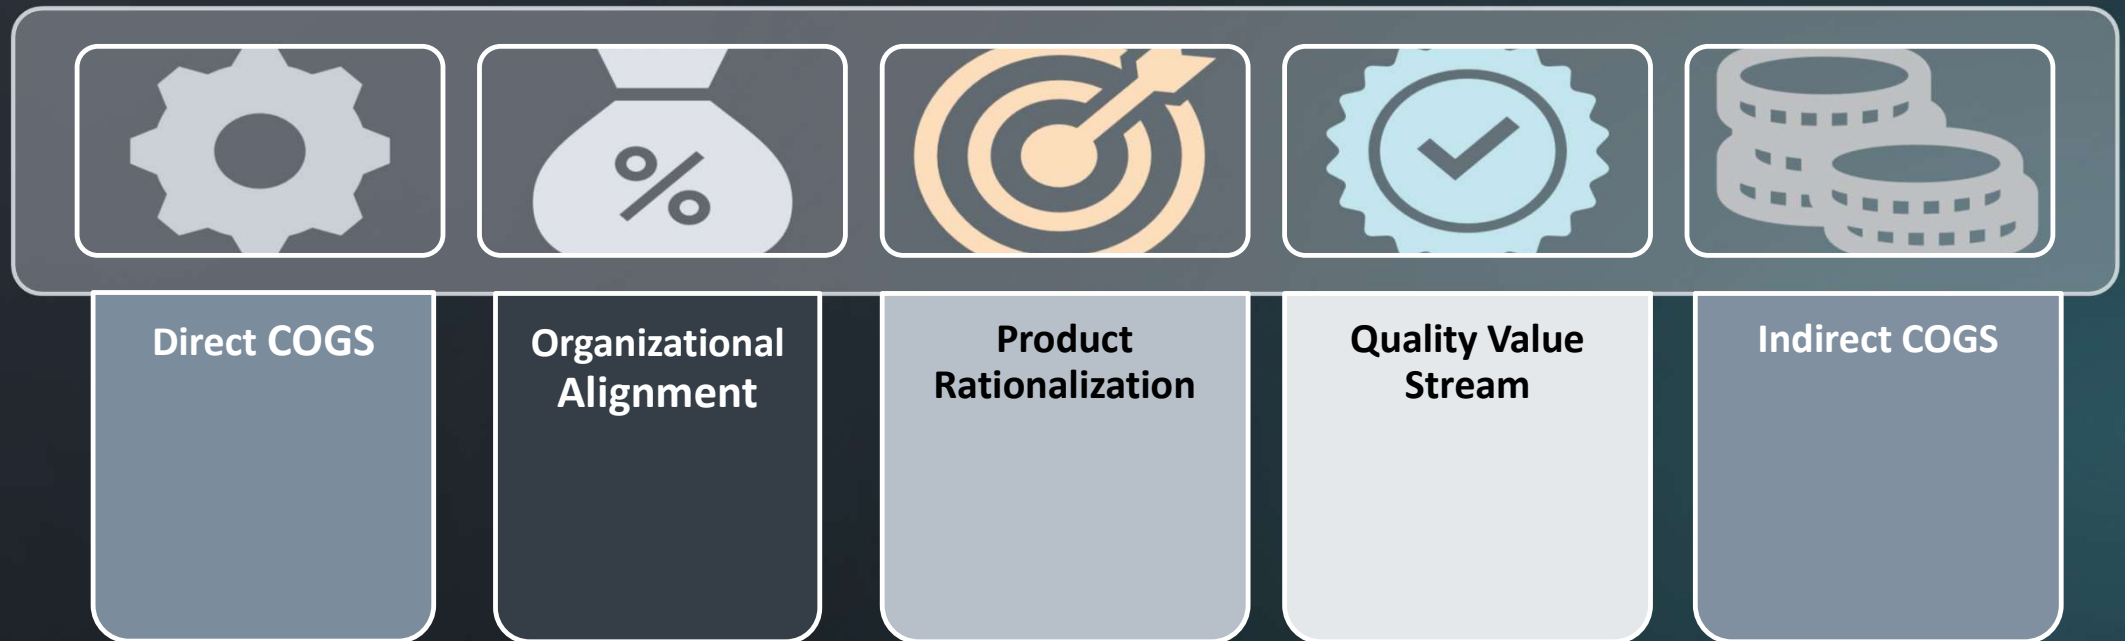 %
Direct COGS
Organizational
Alignment
Product
Rationalization
Quality Value
Stream
Indirect COGS